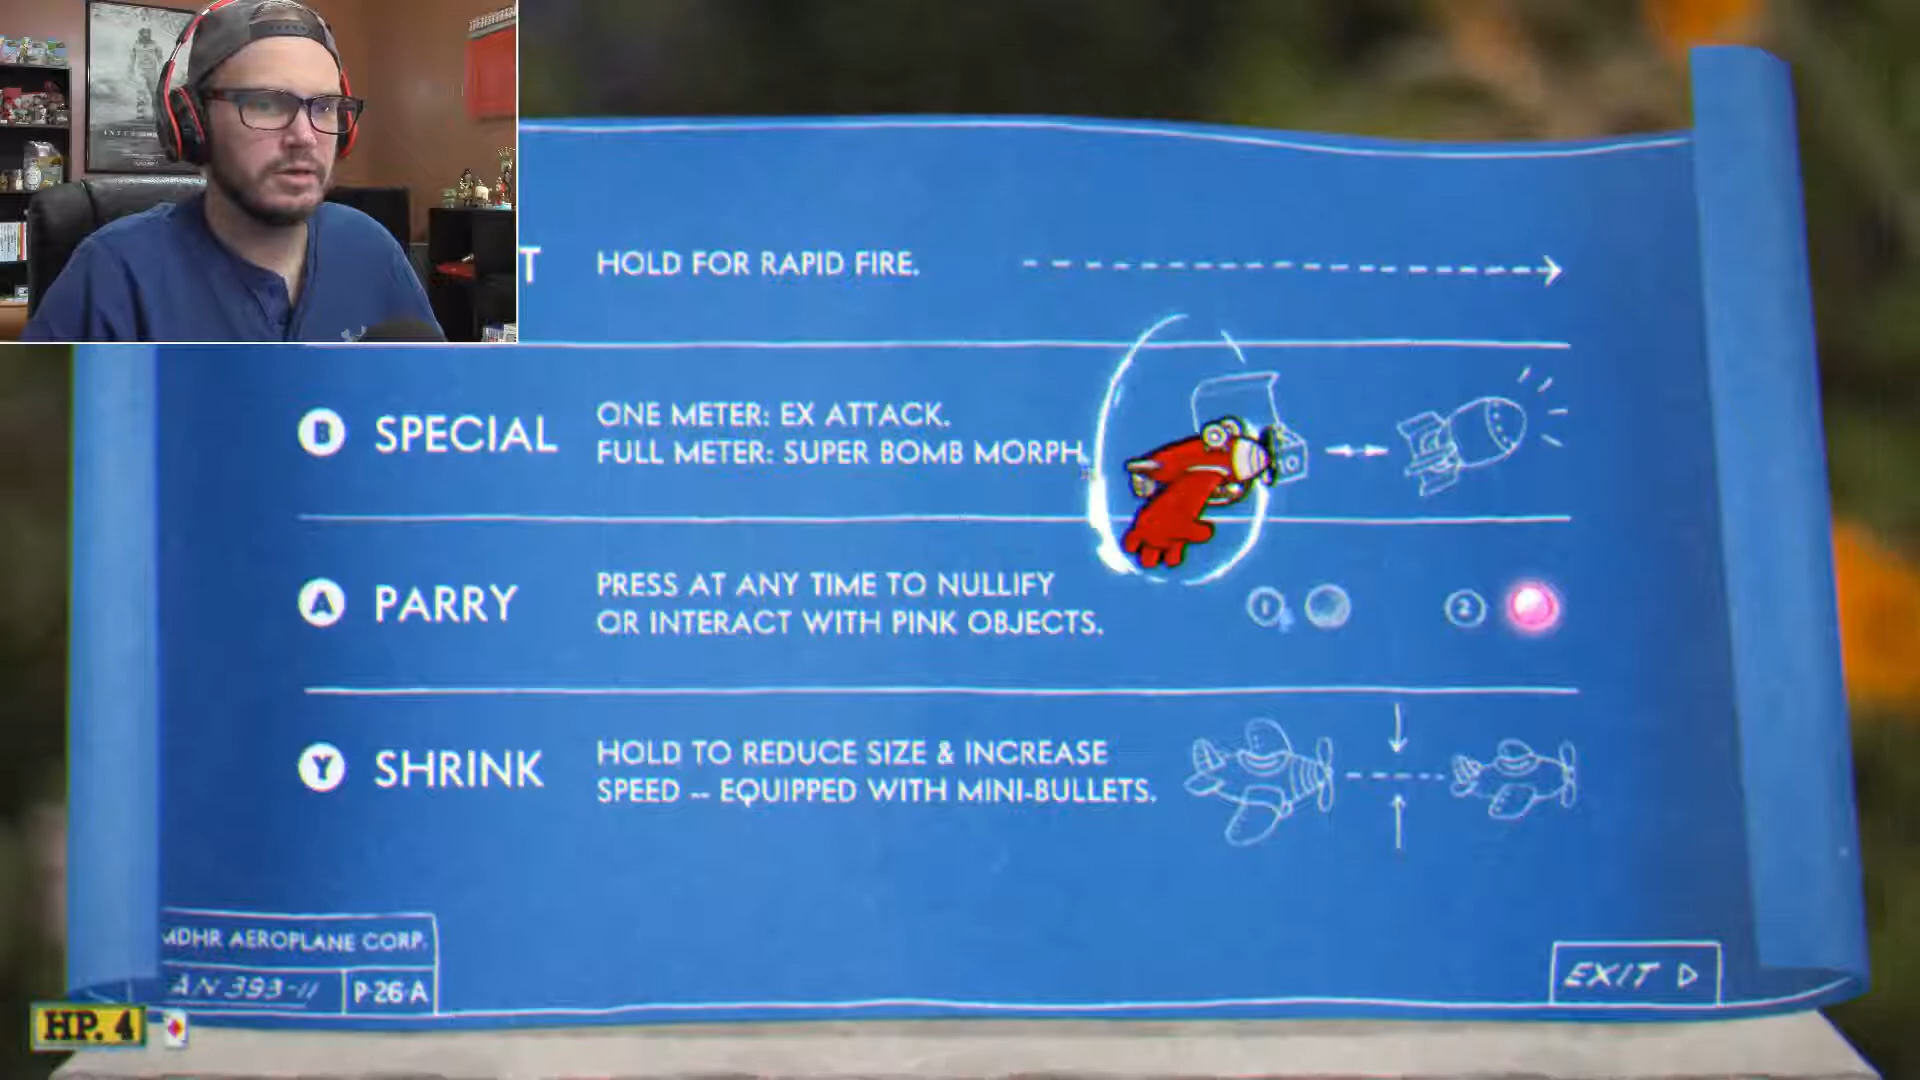 T
HOLD FOR RAPID FIRE.
B SPECIAL
ONE METER: EX ATTACK.
FULL METER: SUPER BOMB MORPH.
10
A PARRY
PRESS AT ANY TIME TO NULLIFY
OR INTERACT WITH PINK OBJECTS.
1
2
Y SHRINK
HOLD TO REDUCE SIZE & INCREASE
SPEED -- EQUIPPED WITH MINI-BULLETS.
MDHR AEROPLANE CORP.
AN 393-11
P-26-A
EXIT
HP. 4